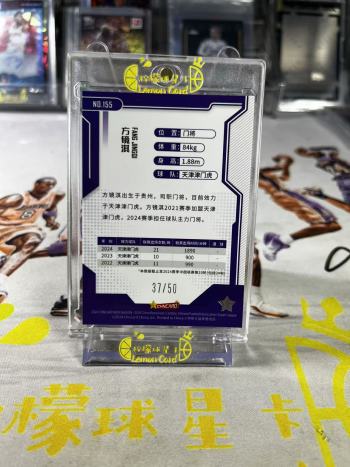 柠檬球星卡
Lemon Card
NO.155
FANG JINGQI
方镜淇
位置: 门将
体重: 84kg
身高: 1.88m
球队: 天津津门虎
方镜淇出生于贵州，司职门将，目前效力
于天津津门虎。方镜淇2021赛季加盟天津
津门虎，2024赛季担任球队主力门将。
2024 天津津门虎 21 1890
2023 天津津门虎 10 900
2022 天津津门虎 11 990
37/50
STARCARD
柠檬球星卡
Lemon Card
柠檬球星卡